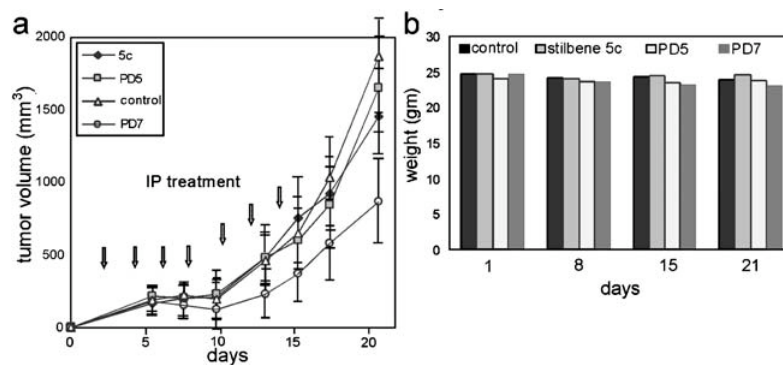 a
2000
1500
1000
500
0
tumor volume (mm³)
5c
PD5
control
PD7
IP treatment
0 5 10 15 20
days
b
control stilbene 5c PD5 PD7
30
25
20
15
10
5
0
weight (gm)
1 8 15 21
days